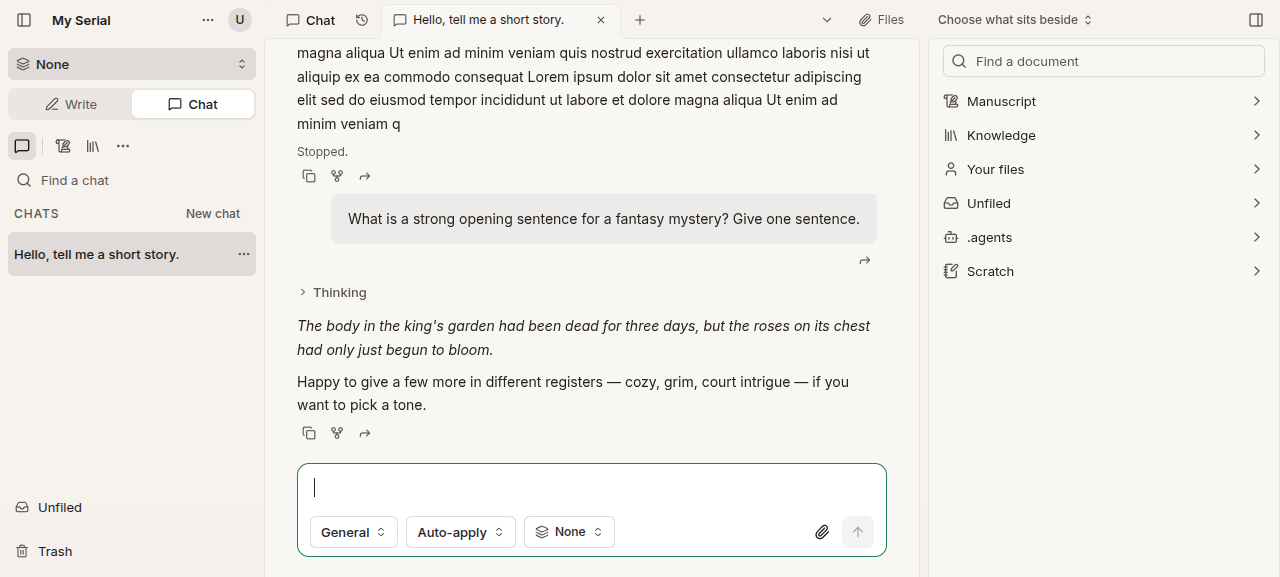 My Serial
U
None
Write
Chat
Find a chat
CHATS
New chat
Hello, tell me a short story.
Unfiled
Trash
Chat
Hello, tell me a short story.
Files
magna aliqua Ut enim ad minim veniam quis nostrud exercitation ullamco laboris nisi ut
aliquip ex ea commodo consequat Lorem ipsum dolor sit amet consectetur adipiscing
elit sed do eiusmod tempor incididunt ut labore et dolore magna aliqua Ut enim ad
minim veniam q
Stopped.
What is a strong opening sentence for a fantasy mystery? Give one sentence.
Thinking
The body in the king's garden had been dead for three days, but the roses on its chest
had only just begun to bloom.
Happy to give a few more in different registers — cozy, grim, court intrigue — if you
want to pick a tone.
General
Auto-apply
None
Choose what sits beside
Find a document
Manuscript
Knowledge
Your files
Unfiled
.agents
Scratch